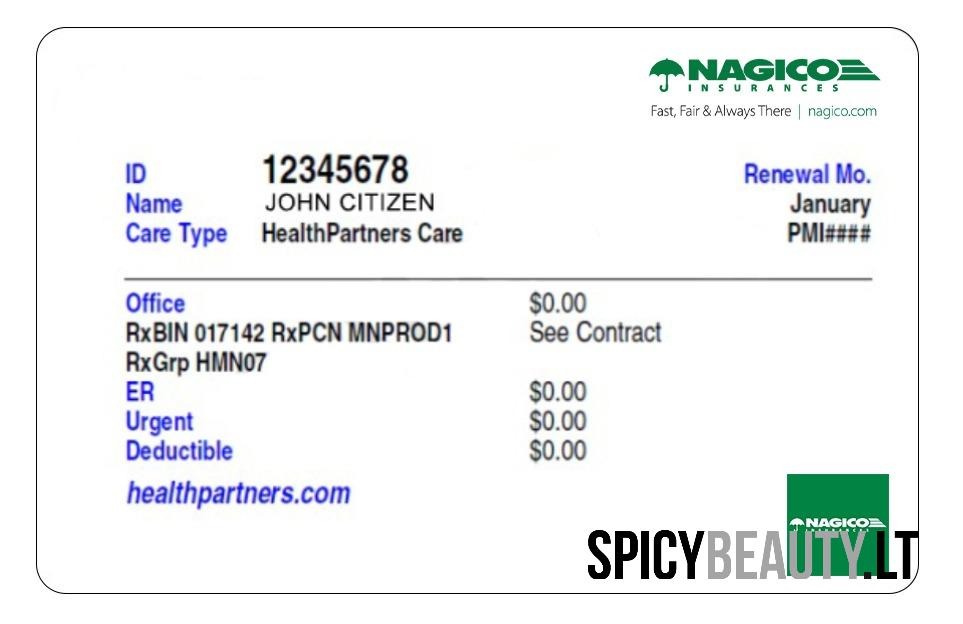 NAGICO
INSURANCES
Fast, Fair & Always There | nagico.com
ID 12345678 Renewal Mo.
Name JOHN CITIZEN January
Care Type HealthPartners Care PMI####
Office $0.00
RxBIN 017142 RxPCN MNPROD1 See Contract
RxGrp HMN07
ER $0.00
Urgent $0.00
Deductible $0.00
healthpartners.com
NAGICO
INSURANCES
SPICYBEAUTY.LT